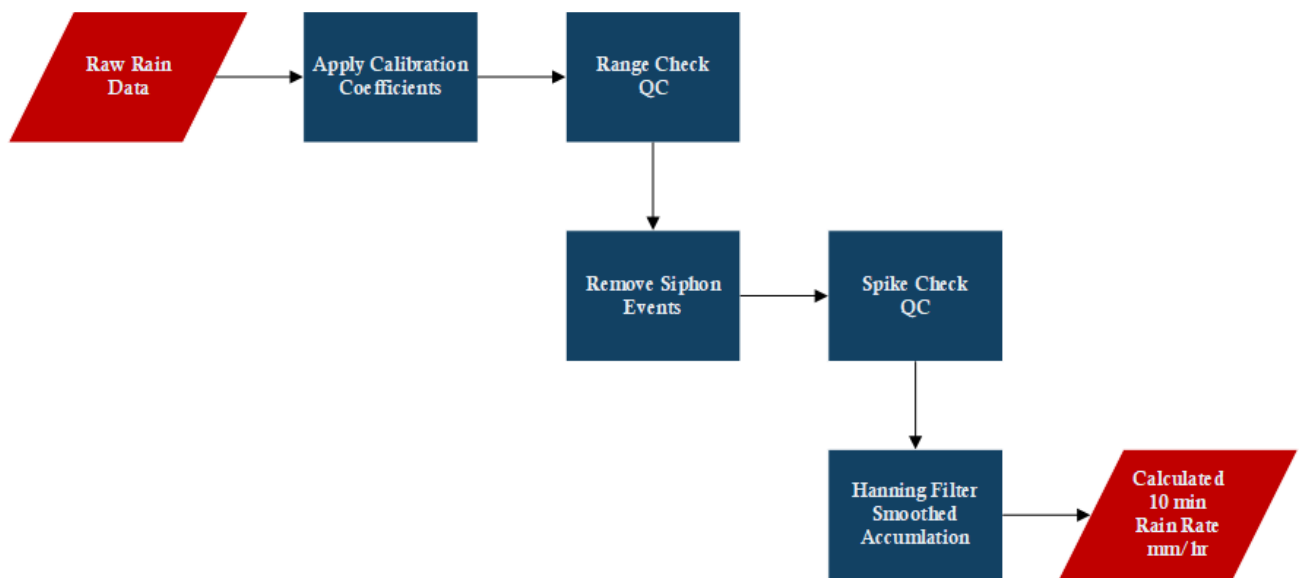 Raw Rain
Data
Apply Calibration
Coefficients
Range Check
QC
Remove Siphon
Events
Spike Check
QC
Hanning Filter
Smoothed
Accumlation
Calculated
10 min
Rain Rate
mm/hr